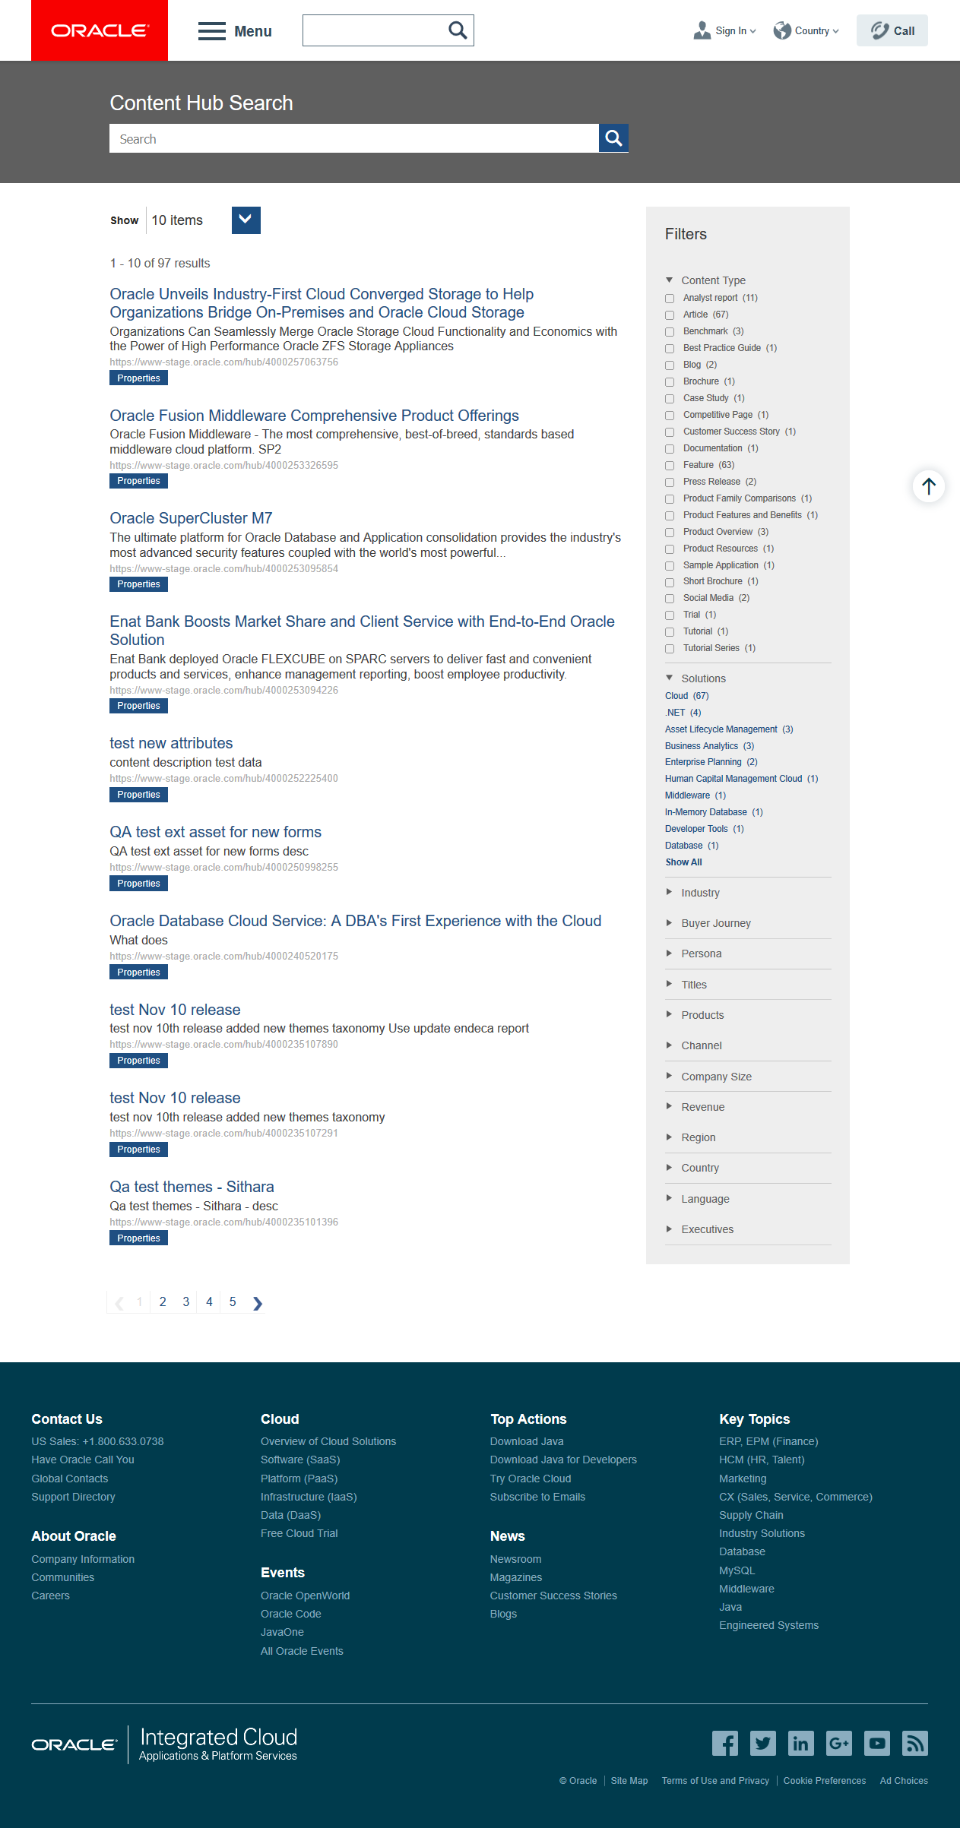 ORACLE
Menu
Sign In
Country
Call
Content Hub Search
Search
Show 10 items
1 - 10 of 97 results
Oracle Unveils Industry-First Cloud Converged Storage to Help
Organizations Bridge On-Premises and Oracle Cloud Storage
Organizations Can Seamlessly Merge Oracle Storage Cloud Functionality and Economics with
the Power of High Performance Oracle ZFS Storage Appliances
https://www-stage.oracle.com/hub/4000257063756
Properties
Oracle Fusion Middleware Comprehensive Product Offerings
Oracle Fusion Middleware - The most comprehensive, best-of-breed, standards based
middleware cloud platform. SP2
https://www-stage.oracle.com/hub/4000253326595
Properties
Oracle SuperCluster M7
The ultimate platform for Oracle Database and Application consolidation provides the industry's
most advanced security features coupled with the world's most powerful...
https://www-stage.oracle.com/hub/4000253095854
Properties
Enat Bank Boosts Market Share and Client Service with End-to-End Oracle
Solution
Enat Bank deployed Oracle FLEXCUBE on SPARC servers to deliver fast and convenient
products and services, enhance management reporting, boost employee productivity.
https://www-stage.oracle.com/hub/4000253094226
Properties
test new attributes
content description test data
https://www-stage.oracle.com/hub/4000252225400
Properties
QA test ext asset for new forms
QA test ext asset for new forms desc
https://www-stage.oracle.com/hub/4000250998255
Properties
Oracle Database Cloud Service: A DBA's First Experience with the Cloud
What does
https://www-stage.oracle.com/hub/4000240520175
Properties
test Nov 10 release
test nov 10th release added new themes taxonomy Use update endeca report
https://www-stage.oracle.com/hub/4000235107890
Properties
test Nov 10 release
test nov 10th release added new themes taxonomy
https://www-stage.oracle.com/hub/4000235107291
Properties
Qa test themes - Sithara
Qa test themes - Sithara - desc
https://www-stage.oracle.com/hub/4000235101396
Properties
1 2 3 4 5
Filters
Content Type
Analyst report (11)
Article (67)
Benchmark (3)
Best Practice Guide (1)
Blog (2)
Brochure (1)
Case Study (1)
Competitive Page (1)
Customer Success Story (1)
Documentation (1)
Feature (63)
Press Release (2)
Product Family Comparisons (1)
Product Features and Benefits (1)
Product Overview (3)
Product Resources (1)
Sample Application (1)
Short Brochure (1)
Social Media (2)
Trial (1)
Tutorial (1)
Tutorial Series (1)
Solutions
Cloud (67)
.NET (4)
Asset Lifecycle Management (3)
Business Analytics (3)
Enterprise Planning (2)
Human Capital Management Cloud (1)
Middleware (1)
In-Memory Database (1)
Developer Tools (1)
Database (1)
Show All
Industry
Buyer Journey
Persona
Titles
Products
Channel
Company Size
Revenue
Region
Country
Language
Executives
Contact Us
US Sales: +1.800.633.0738
Have Oracle Call You
Global Contacts
Support Directory
About Oracle
Company Information
Communities
Careers
Cloud
Overview of Cloud Solutions
Software (SaaS)
Platform (PaaS)
Infrastructure (IaaS)
Data (DaaS)
Free Cloud Trial
Events
Oracle OpenWorld
Oracle Code
JavaOne
All Oracle Events
Top Actions
Download Java
Download Java for Developers
Try Oracle Cloud
Subscribe to Emails
News
Newsroom
Magazines
Customer Success Stories
Blogs
Key Topics
ERP, EPM (Finance)
HCM (HR, Talent)
Marketing
CX (Sales, Service, Commerce)
Supply Chain
Industry Solutions
Database
MySQL
Middleware
Java
Engineered Systems
ORACLE
Integrated Cloud
Applications & Platform Services
© Oracle | Site Map Terms of Use and Privacy | Cookie Preferences Ad Choices